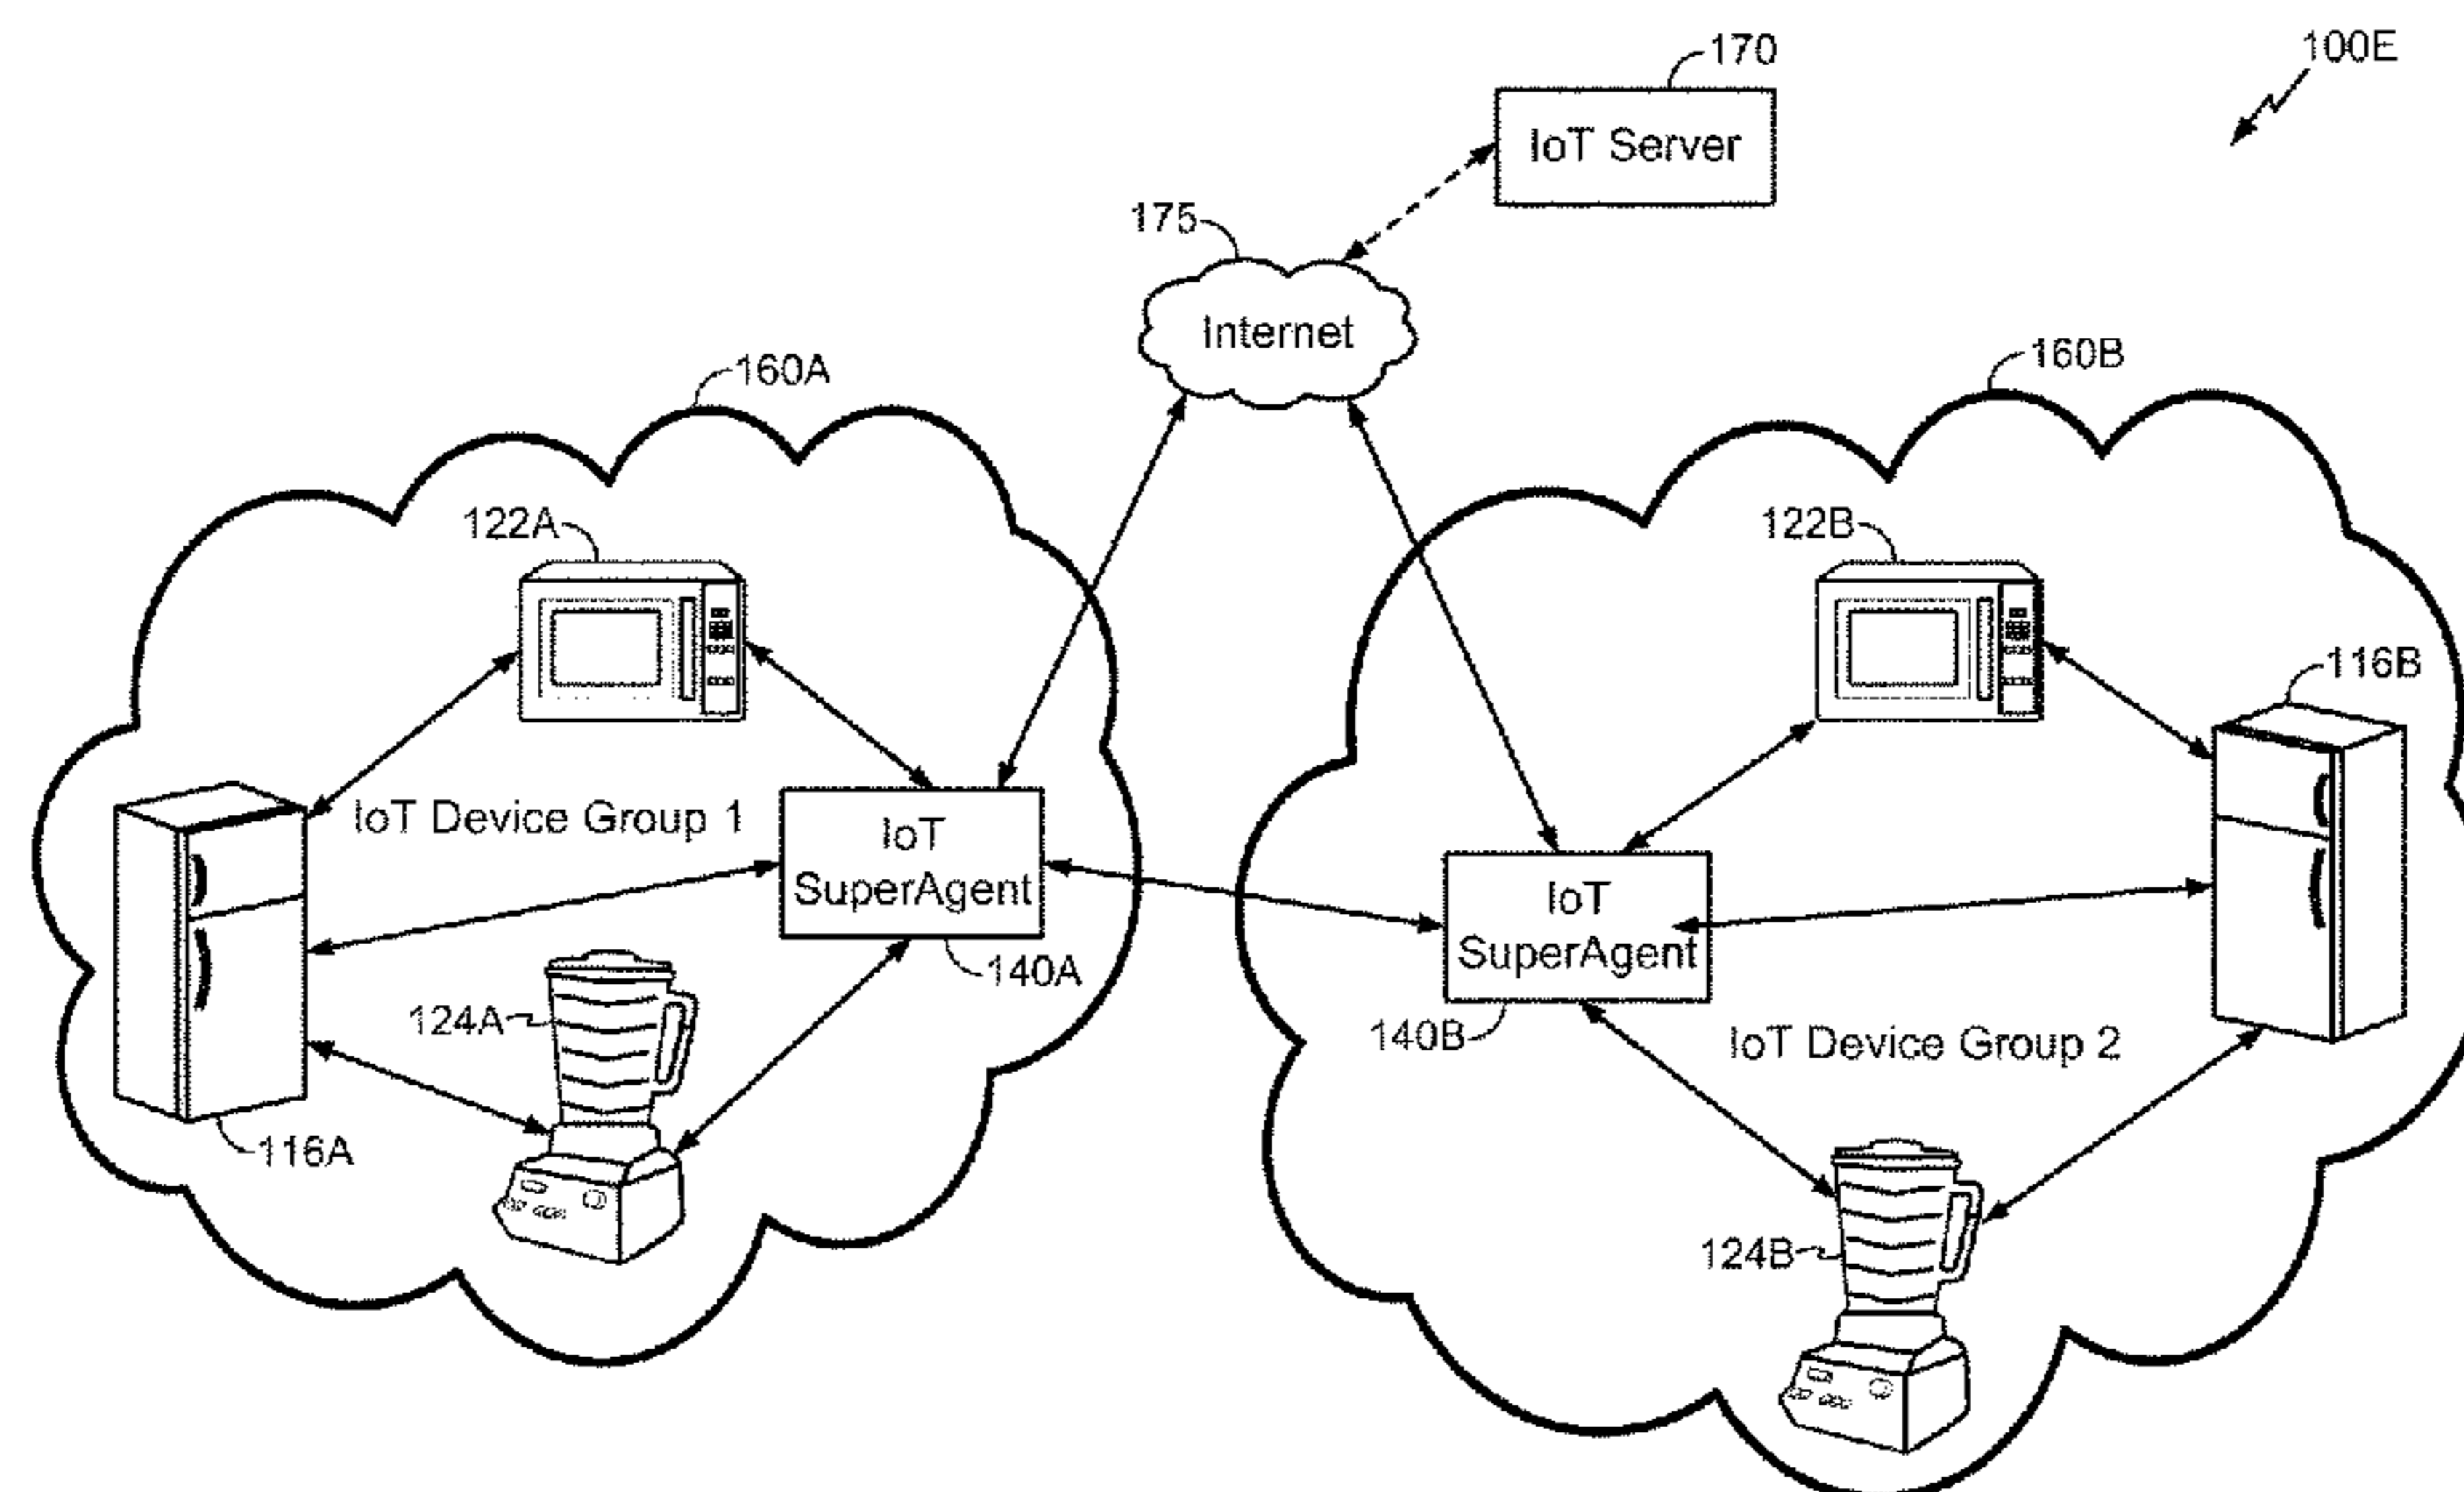 170
100E
IoT Server
175
Internet
160A
160B
122A
122B
116B
IoT Device Group 1
IoT
SuperAgent
140A
IoT
SuperAgent
140B
124A
IoT Device Group 2
116A
124B